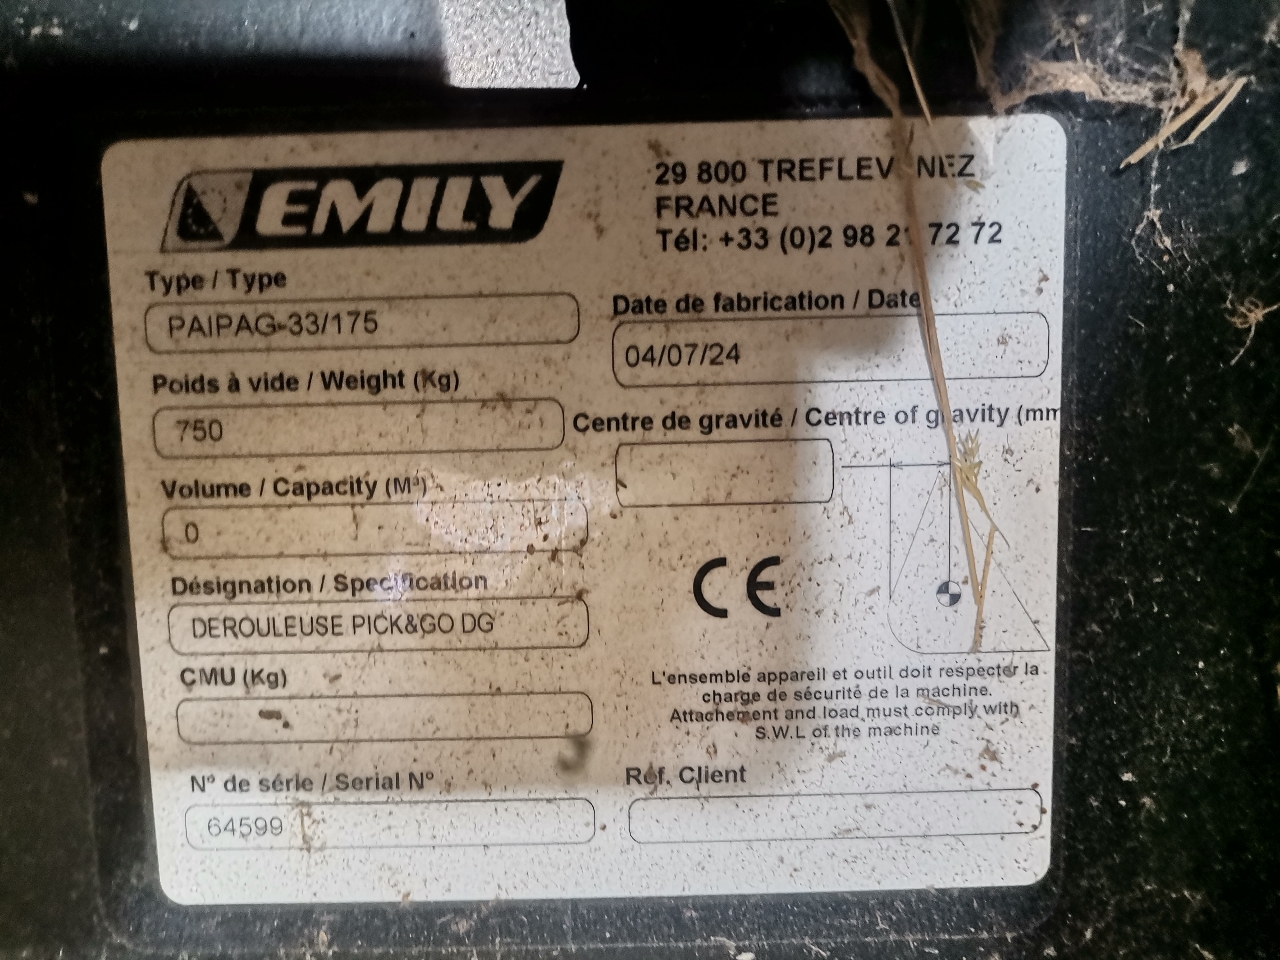 EMILY
29 800 TREFLEV NEZ
FRANCE
Tél: +33 (0)2 98 2 72 72
Type / Type
PAIPAG-33/175
Date de fabrication / Date
04/07/24
Poids à vide / Weight (Kg)
750
Centre de gravité / Centre of gravity (mm
Volume / Capacity (M³)
0
Désignation / Specification
DEROULEUSE PICK&GO DG
CE
CMU (Kg)
L'ensemble appareil et outil doit respecter la
charge de sécurité de la machine.
Attachement and load must comply with
S.W.L of the machine
N° de série / Serial N°
64599
Réf. Client